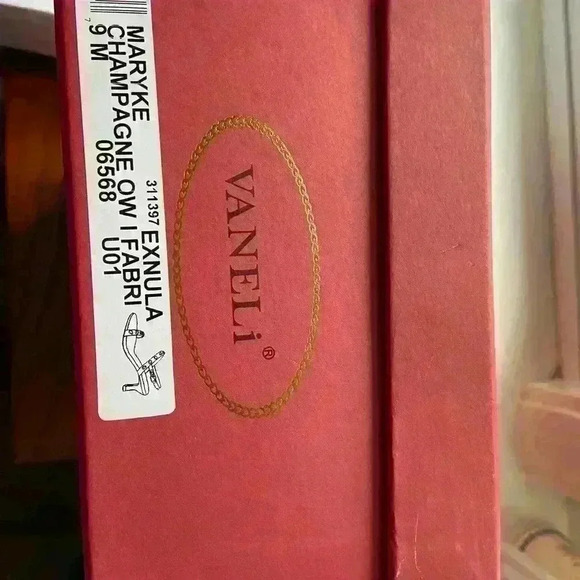 311397 EXNULA
MARYKE
CHAMPAGNE OW I FABRI
06568 U01
9 M
VANELi®